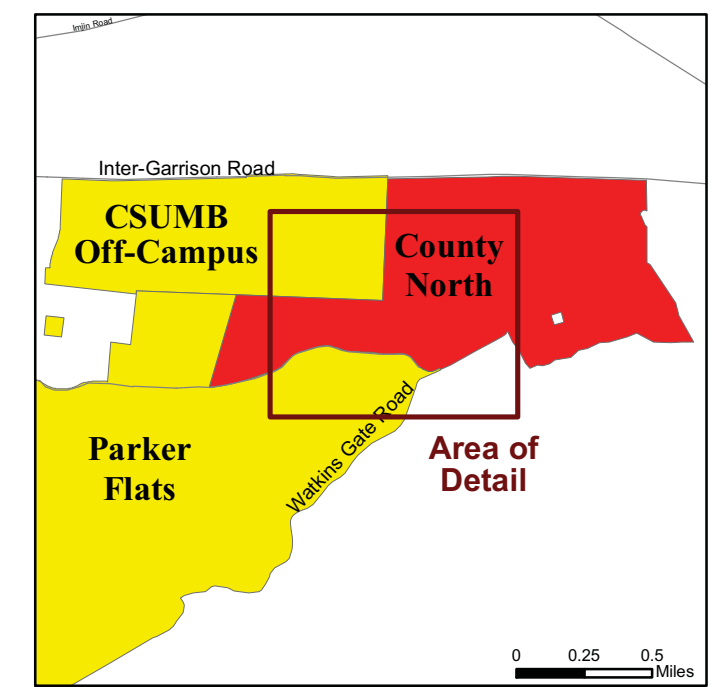 Imjin Road
Inter-Garrison Road
CSUMB
Off-Campus
County
North
Parker
Flats
Watkins Gate Road
Area of
Detail
0 0.25 0.5
Miles